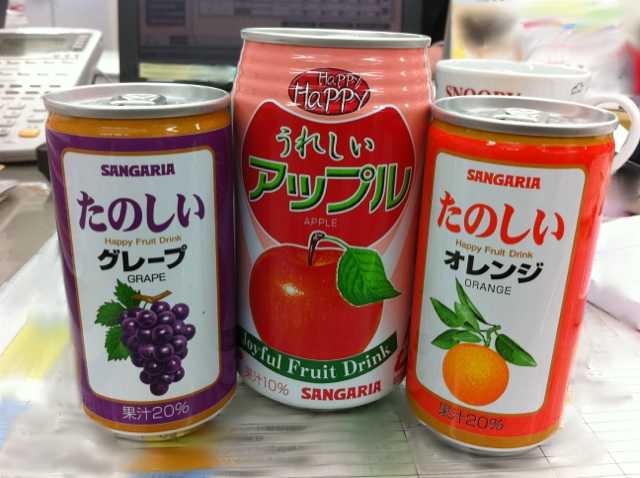 SANGARIA
たのしい
Happy Fruit Drink
グレープ
GRAPE
果汁20%
HAPPY
HaPPY
うれしい
アップル
APPLE
Joyful Fruit Drink
果汁10%
SANGARIA
SANGARIA
たのしい
Happy Fruit Drink
オレンジ
ORANGE
果汁20%
SNOOPY